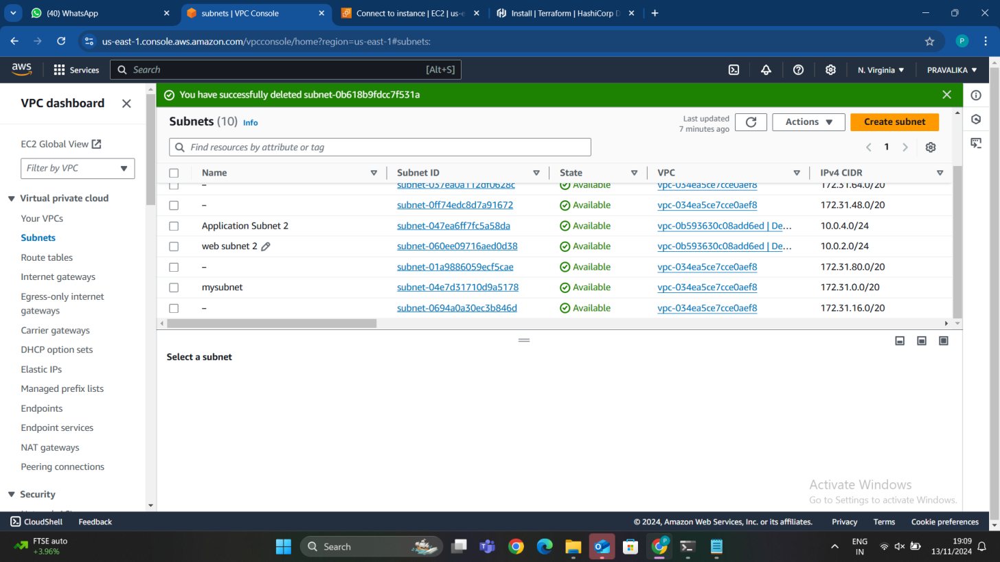 (40) WhatsApp
subnets | VPC Console
Connect to instance | EC2 | us-e
Install | Terraform | HashiCorp D
us-east-1.console.aws.amazon.com/vpcconsole/home?region=us-east-1#subnets:
P
aws
Services
Search [Alt+S]
N. Virginia
PRAVALIKA
VPC dashboard
EC2 Global View
Filter by VPC
Virtual private cloud
Your VPCs
Subnets
Route tables
Internet gateways
Egress-only internet
gateways
Carrier gateways
DHCP option sets
Elastic IPs
Managed prefix lists
Endpoints
Endpoint services
NAT gateways
Peering connections
Security
You have successfully deleted subnet-0b618b9fdcc7f531a
Subnets (10) Info
Last updated
7 minutes ago
Actions
Create subnet
Find resources by attribute or tag
1
Name Subnet ID State VPC IPv4 CIDR
– subnet-037ea0a112df0628c Available vpc-034ea5ce7cce0aef8 172.31.64.0/20
– subnet-0ff74edc8d7a91672 Available vpc-034ea5ce7cce0aef8 172.31.48.0/20
Application Subnet 2 subnet-047ea6ff7fc5a58da Available vpc-0b593630c08add6ed | De... 10.0.4.0/24
web subnet 2 subnet-060ee09716aed0d38 Available vpc-0b593630c08add6ed | De... 10.0.2.0/24
– subnet-01a9886059ecf5cae Available vpc-034ea5ce7cce0aef8 172.31.80.0/20
mysubnet subnet-04e7d31710d9a5178 Available vpc-034ea5ce7cce0aef8 172.31.0.0/20
– subnet-0694a0a30ec3b846d Available vpc-034ea5ce7cce0aef8 172.31.16.0/20
Select a subnet
Activate Windows
Go to Settings to activate Windows.
CloudShell
Feedback
© 2024, Amazon Web Services, Inc. or its affiliates.
Privacy
Terms
Cookie preferences
FTSE auto
+3.96%
Search
ENG
IN
19:09
13/11/2024